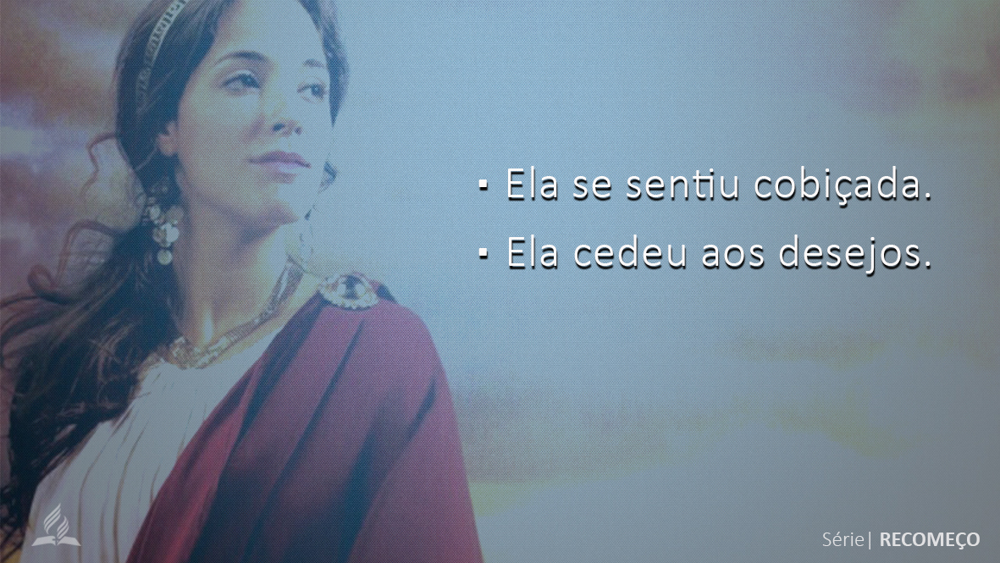 ▪ Ela se sentiu cobiçada.
▪ Ela cedeu aos desejos.
Série| RECOMEÇO